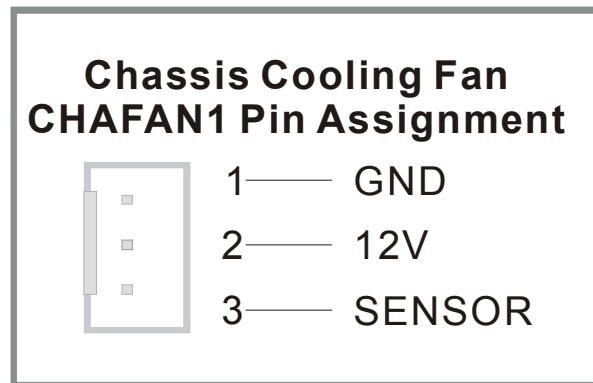 Chassis Cooling Fan
CHAFAN1 Pin Assignment
1 GND
2 12V
3 SENSOR